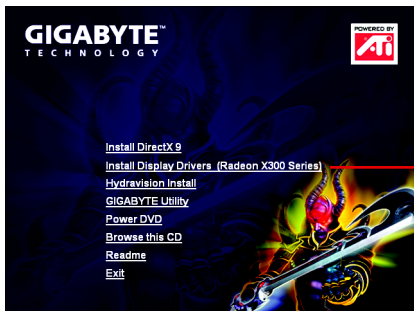 GIGABYTE™
TECHNOLOGY
POWERED BY
ATi
Install DirectX 9
Install Display Drivers (Radeon X300 Series)
Hydravision Install
GIGABYTE Utility
Power DVD
Browse this CD
Readme
Exit